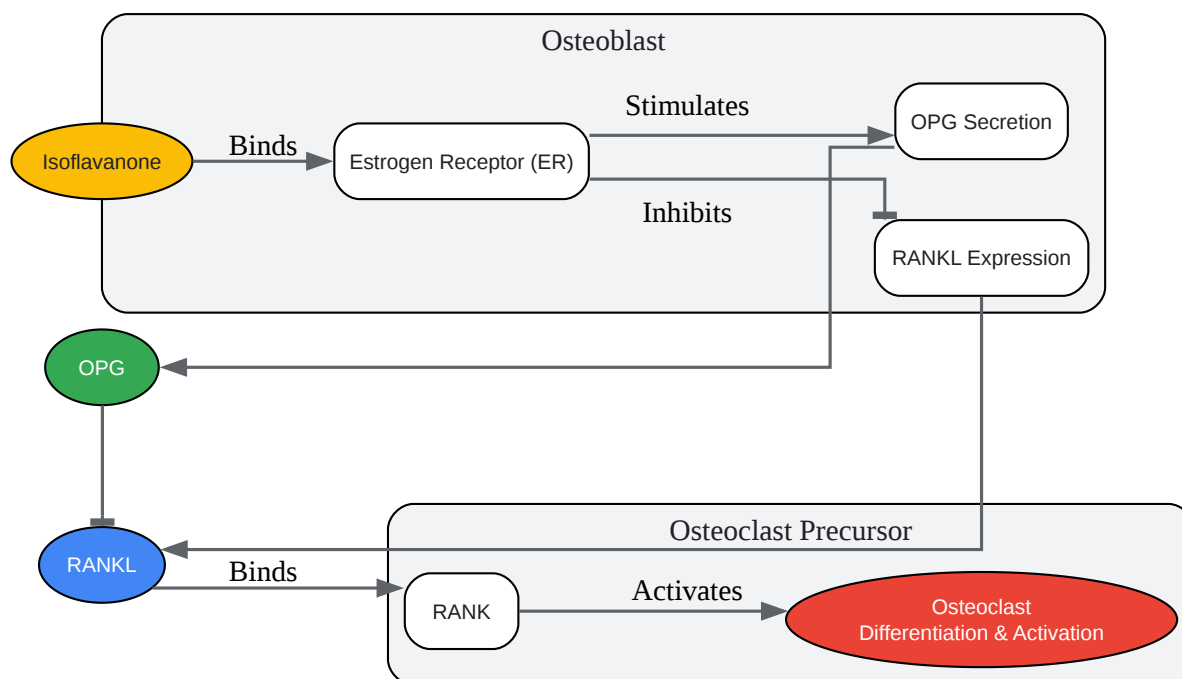 Osteoblast
Stimulates
OPG Secretion
Isoflavanone
Binds
Estrogen Receptor (ER)
Inhibits
RANKL Expression
OPG
Osteoclast Precursor
RANKL
Binds
RANK
Activates
Osteoclast
Differentiation & Activation